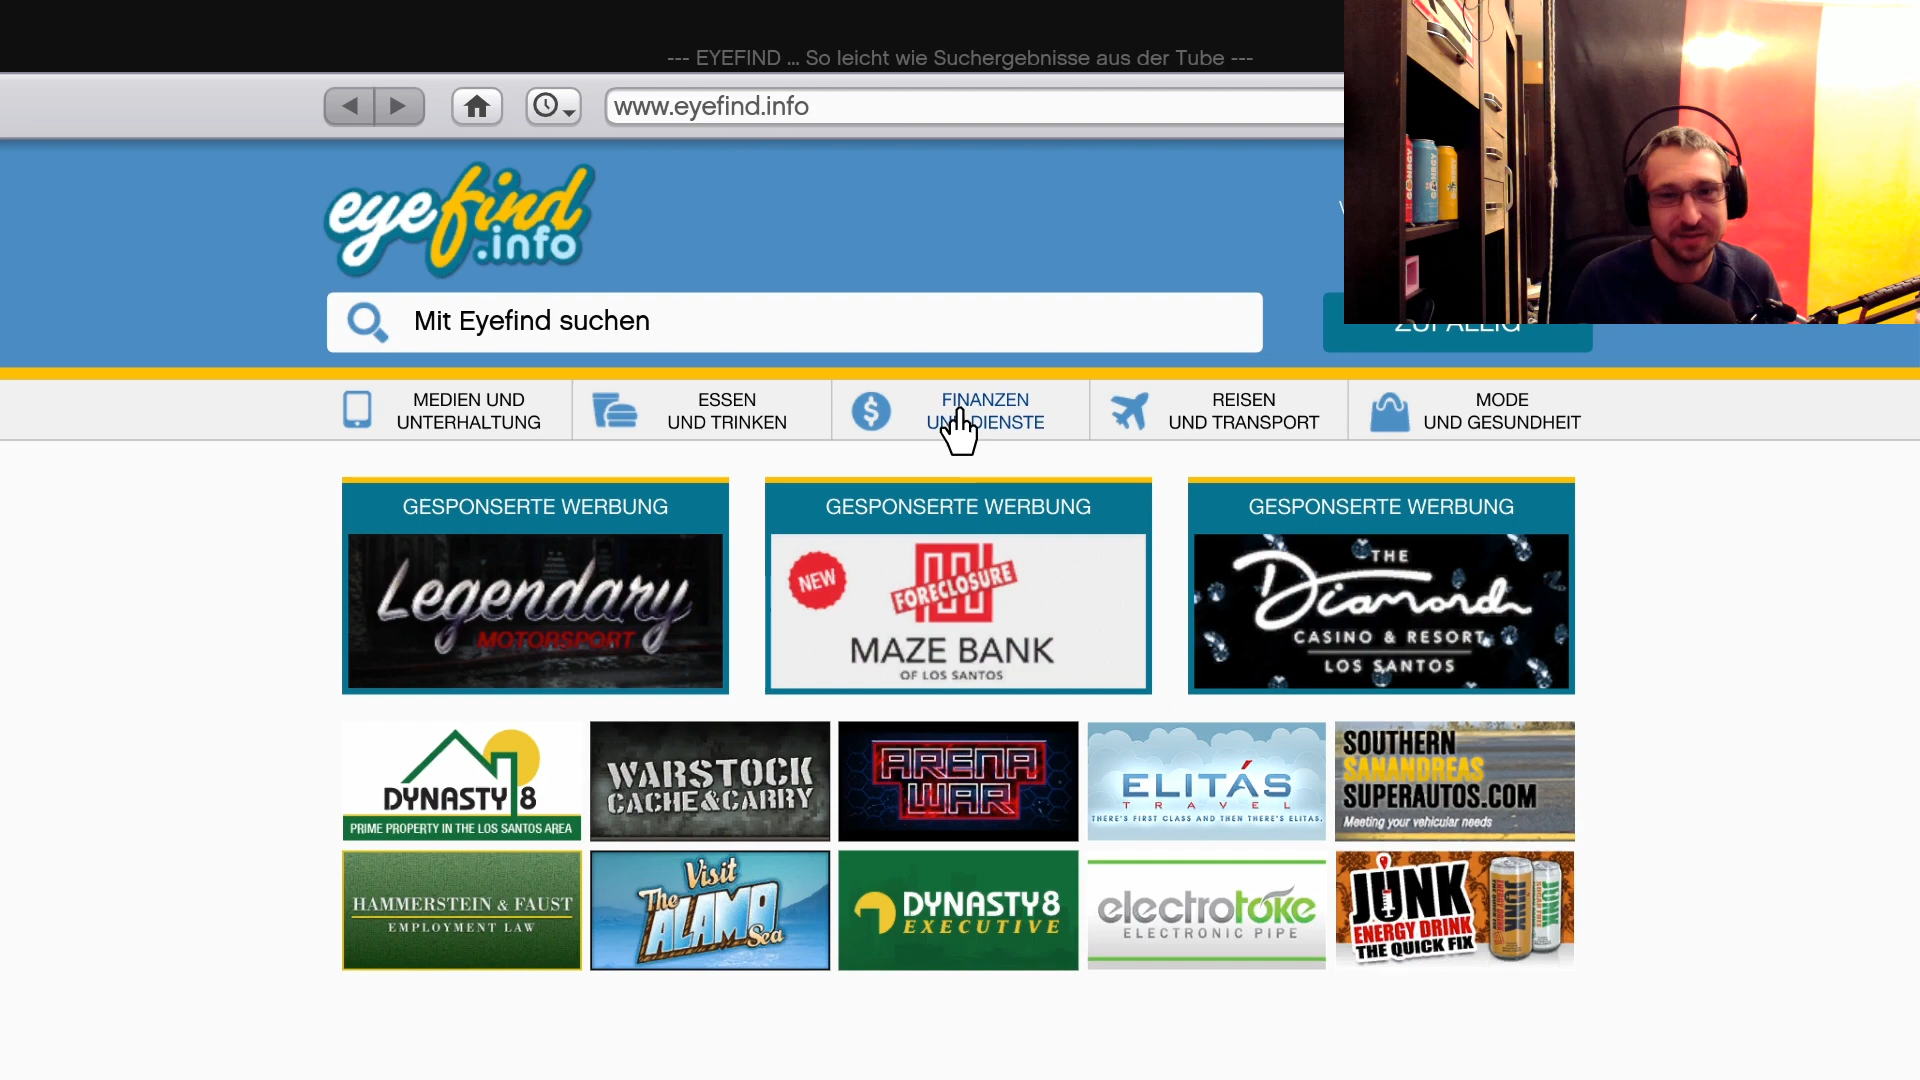 --- EYEFIND ... So leicht wie Suchergebnisse aus der Tube ---
www.eyefind.info
eyefind
.info
Mit Eyefind suchen
ZUFÄLLIG
MEDIEN UND
UNTERHALTUNG
ESSEN
UND TRINKEN
FINANZEN
UND DIENSTE
REISEN
UND TRANSPORT
MODE
UND GESUNDHEIT
GESPONSERTE WERBUNG
Legendary
MOTORSPORT
GESPONSERTE WERBUNG
NEW
FORECLOSURE
MAZE BANK
OF LOS SANTOS
GESPONSERTE WERBUNG
THE
Diamond
CASINO & RESORT
LOS SANTOS
DYNASTY 8
PRIME PROPERTY IN THE LOS SANTOS AREA
WARSTOCK
CACHE&CARRY
ARENA
WAR
ELITÁS
TRAVEL
THERE'S FIRST CLASS AND THEN THERE'S ELITAS.
SOUTHERN
SANANDREAS
SUPERAUTOS.COM
Meeting your vehicular needs
HAMMERSTEIN & FAUST
EMPLOYMENT LAW
Visit
The
ALAMO
Sea
DYNASTY8
EXECUTIVE
electrotoke
ELECTRONIC PIPE
JUNK
ENERGY DRINK
THE QUICK FIX